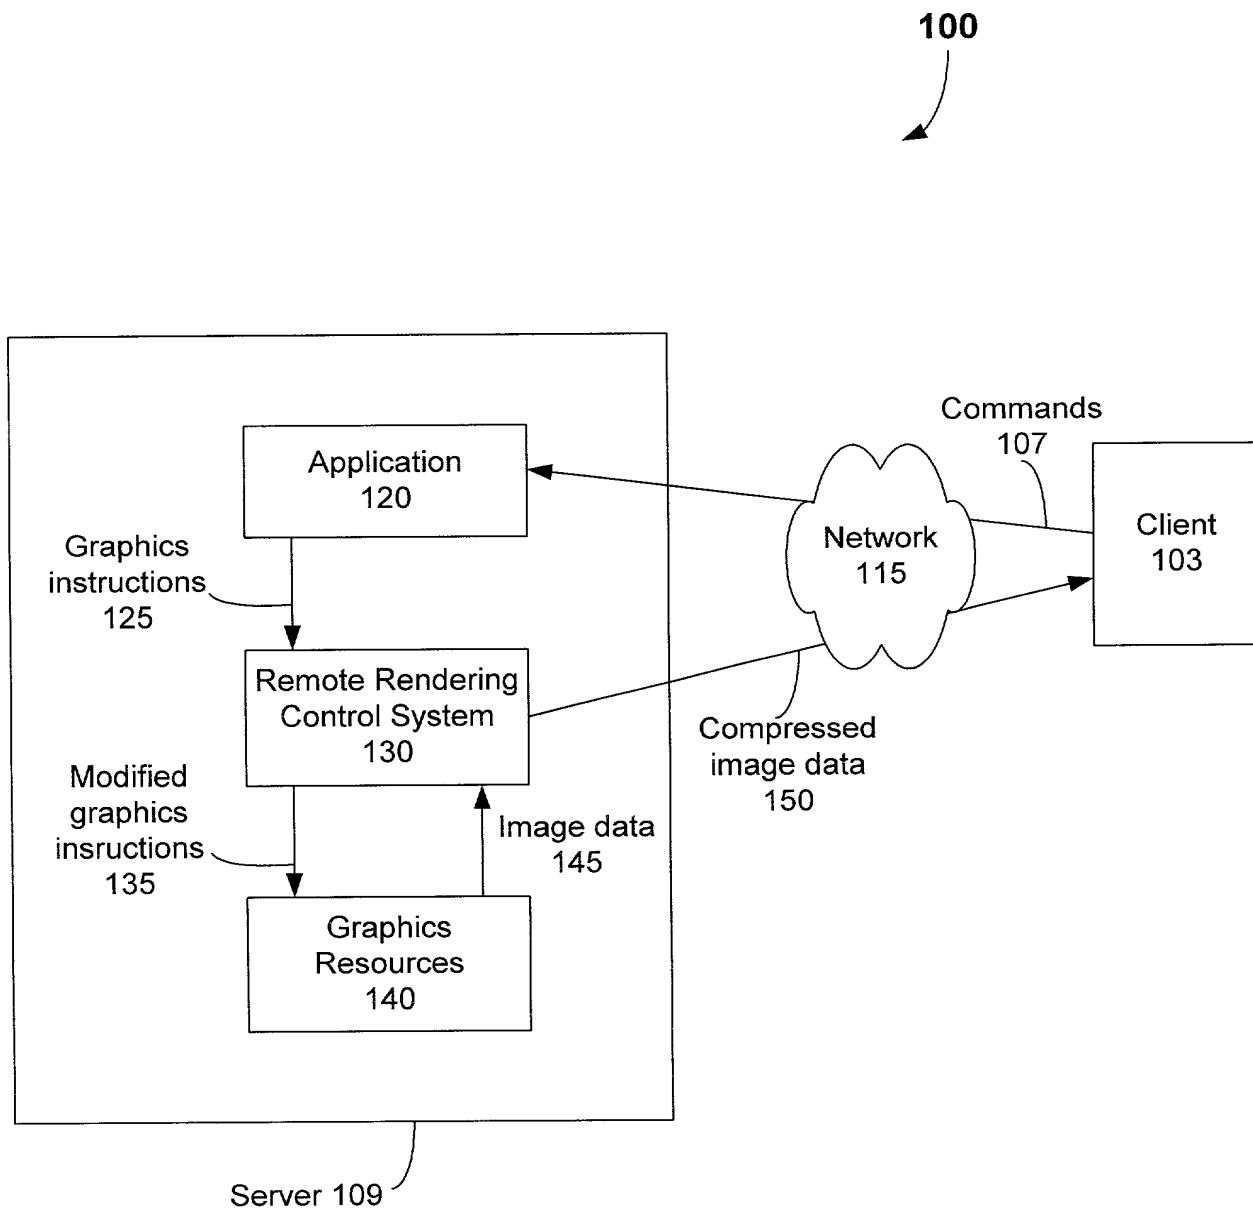 100
Commands
107
Application
120
Network
115
Client
103
Graphics
instructions
125
Remote Rendering
Control System
130
Compressed
image data
150
Modified
graphics
insructions
135
Image data
145
Graphics
Resources
140
Server 109